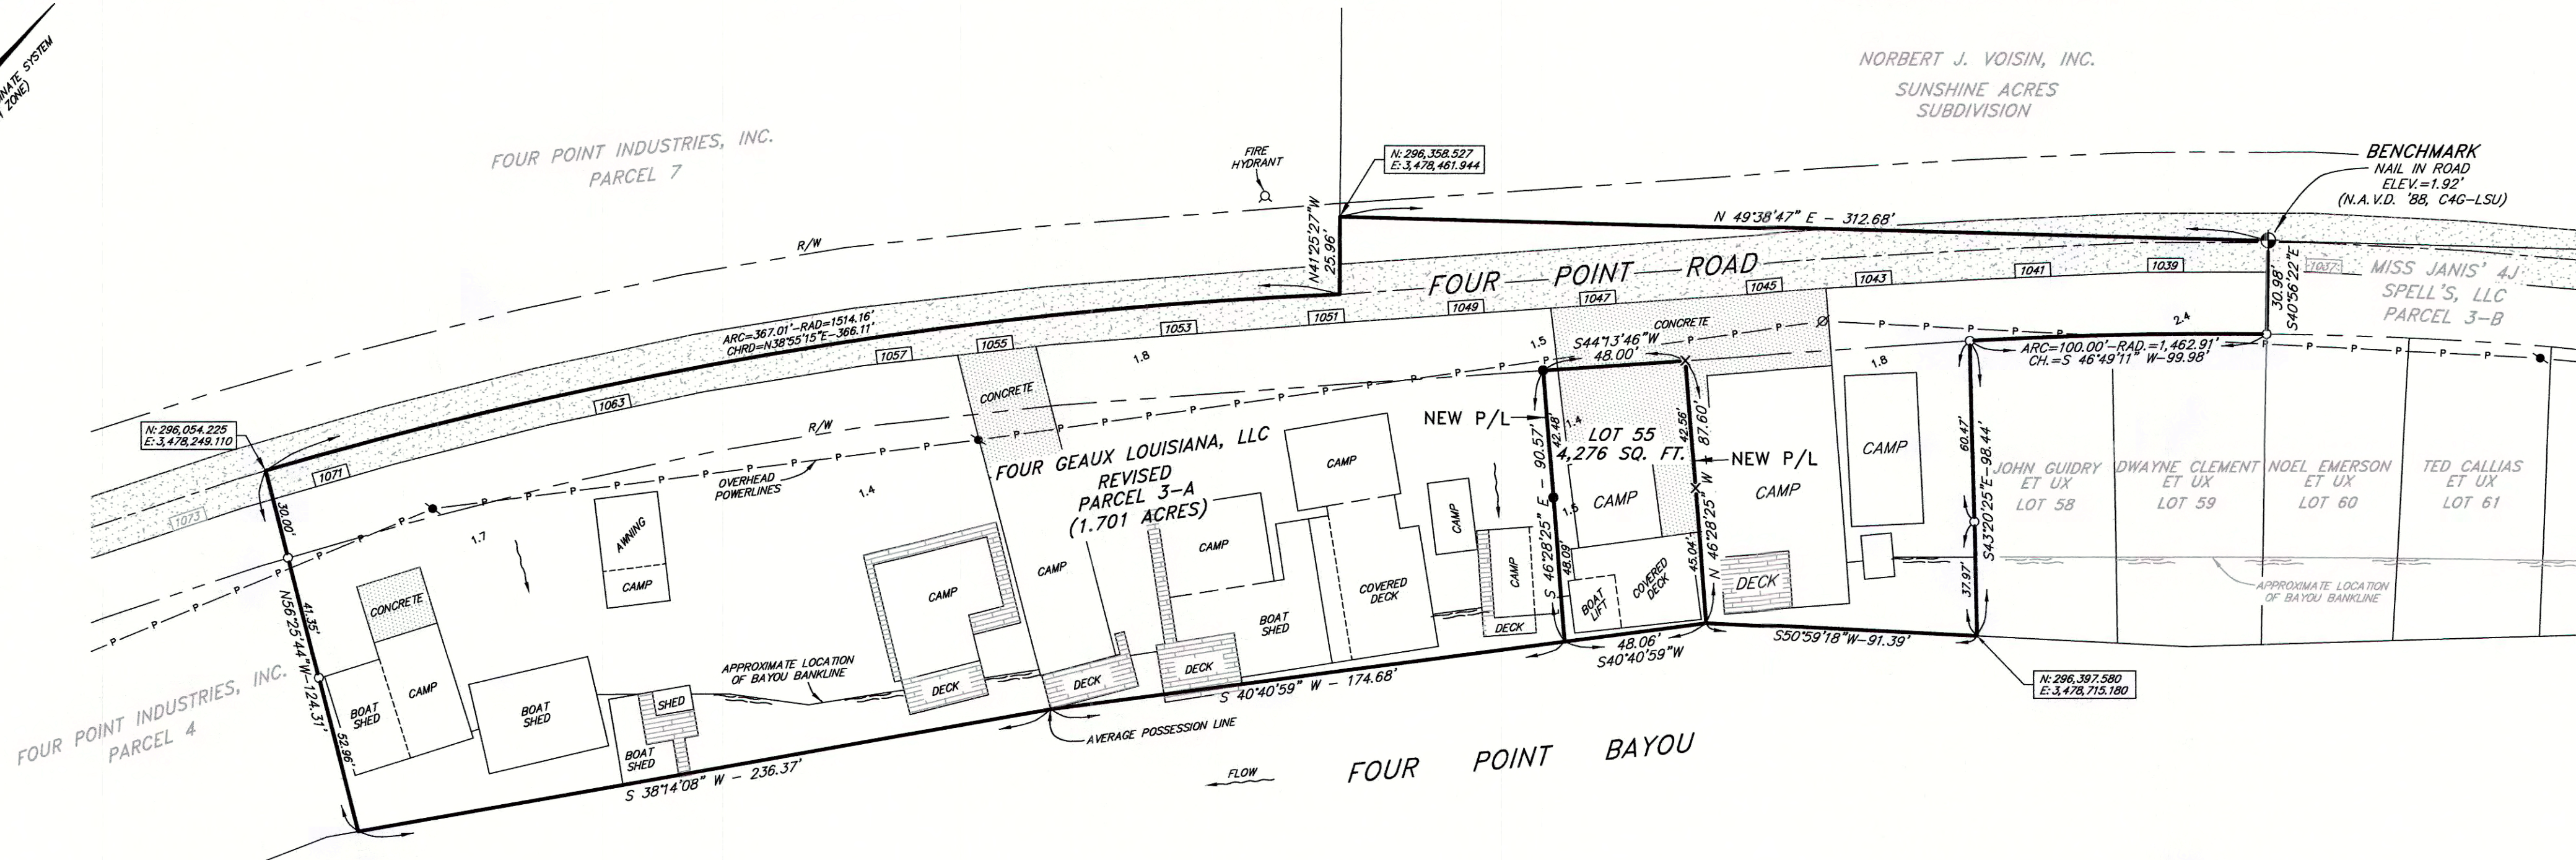 INATE SYSTEM
ZONE)
FOUR POINT INDUSTRIES, INC.
PARCEL 7
NORBERT J. VOISIN, INC.
SUNSHINE ACRES
SUBDIVISION
FIRE
HYDRANT
N: 296,358.527
E: 3,478,461.944
BENCHMARK
NAIL IN ROAD
ELEV.=1.92'
(N.A.V.D. '88, C4G-LSU)
R/W
N41°25'27"W
25.96'
N 49°38'47" E - 312.68'
FOUR POINT ROAD
1037
1039
1041
1043
1045
1047
1049
1051
1053
1055
1057
1063
1071
1073
30.98'
S40°56'22"E
MISS JANIS' 4J
SPELL'S, LLC
PARCEL 3-B
ARC=367.01'-RAD=1514.16'
CHRD=N38°55'15"E-366.11'
CONCRETE
1.8
1.5
S44°13'46"W
48.00'
CONCRETE
1.8
2.4
ARC=100.00'-RAD.=1,462.91'
CH.=S 46°49'11" W-99.98'
N: 296,054.225
E: 3,478,249.110
R/W
OVERHEAD
POWERLINES
FOUR GEAUX LOUISIANA, LLC
REVISED
PARCEL 3-A
(1.701 ACRES)
NEW P/L
S 46°28'25" E - 90.57'
42.48'
48.09'
1.4
LOT 55
4,276 SQ. FT.
42.56'
45.04'
N 46°28'25" W 87.60'
NEW P/L
CAMP
CAMP
1.5
CAMP
BOAT
LIFT
COVERED
DECK
DECK
60.47'
37.97'
S43°20'25"E-98.44'
JOHN GUIDRY
ET UX
LOT 58
DWAYNE CLEMENT
ET UX
LOT 59
NOEL EMERSON
ET UX
LOT 60
TED CALLIAS
ET UX
LOT 61
APPROXIMATE LOCATION
OF BAYOU BANKLINE
30.00'
41.35'
52.96'
N56°25'44"W-124.31'
1.7
1.4
CONCRETE
CAMP
BOAT
SHED
AWNING
CAMP
BOAT
SHED
SHED
BOAT
SHED
APPROXIMATE LOCATION
OF BAYOU BANKLINE
CAMP
DECK
CAMP
DECK
CAMP
DECK
BOAT
SHED
CAMP
COVERED
DECK
CAMP
CAMP
DECK
FOUR POINT INDUSTRIES, INC.
PARCEL 4
S 38°14'08" W - 236.37'
S 40°40'59" W - 174.68'
AVERAGE POSSESSION LINE
48.06'
S40°40'59"W
S50°59'18"W-91.39'
N: 296,397.580
E: 3,478,715.180
FLOW
FOUR POINT BAYOU
P P P P P P P P P P P P P P P P P P P P P P P P P P P P P P P P